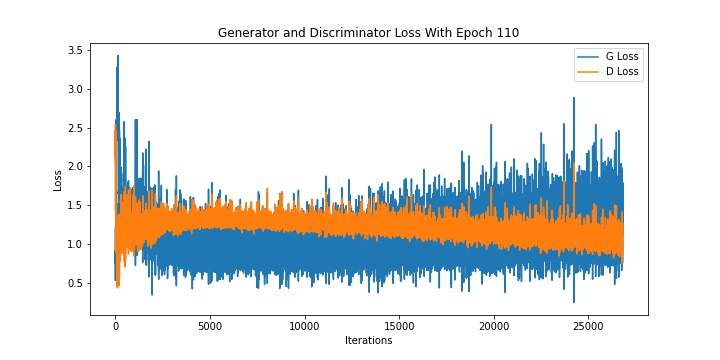 Generator and Discriminator Loss With Epoch 110
G Loss
D Loss
Loss
3.5
3.0
2.5
2.0
1.5
1.0
0.5
0 5000 10000 15000 20000 25000
Iterations